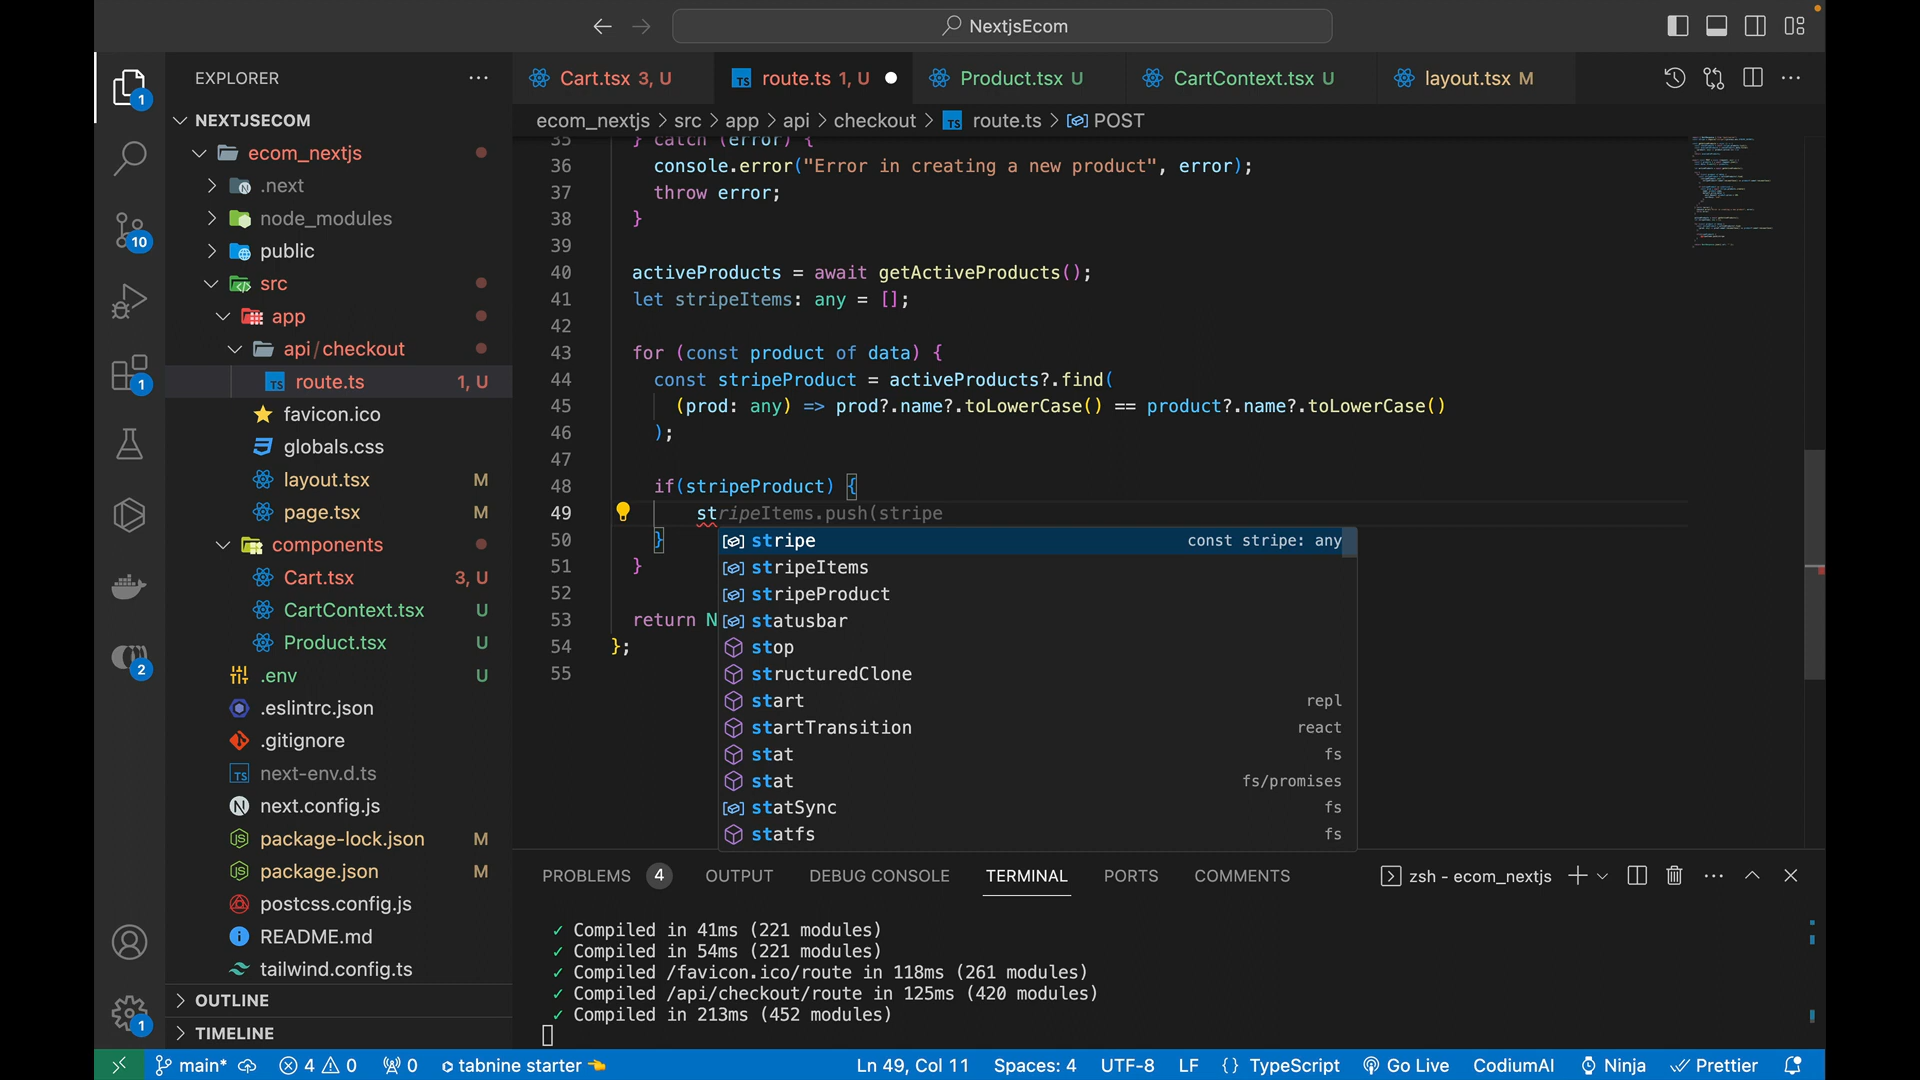 NextjsEcom
EXPLORER
Cart.tsx 3, U
route.ts 1, U
Product.tsx U
CartContext.tsx U
layout.tsx M
ecom_nextjs > src > app > api > checkout > TS route.ts > POST
NEXTJSECOM
ecom_nextjs
.next
node_modules
public
src
app
api/checkout
TS route.ts 1, U
favicon.ico
globals.css
layout.tsx M
page.tsx M
components
Cart.tsx 3, U
CartContext.tsx U
Product.tsx U
.env U
.eslintrc.json
.gitignore
TS next-env.d.ts
next.config.js
package-lock.json M
package.json M
postcss.config.js
README.md
tailwind.config.ts
OUTLINE
TIMELINE
1
10
1
2
1
35 } catch (error) {
36 console.error("Error in creating a new product", error);
37 throw error;
38 }
39
40 activeProducts = await getActiveProducts();
41 let stripeItems: any = [];
42
43 for (const product of data) {
44 const stripeProduct = activeProducts?.find(
45 (prod: any) => prod?.name?.toLowerCase() == product?.name?.toLowerCase()
46 );
47
48 if(stripeProduct) {
49 stripeItems.push(stripe
50 }
51 }
52
53 return N
54 };
55
stripe const stripe: any
stripeItems
stripeProduct
statusbar
stop
structuredClone
start repl
startTransition react
stat fs
stat fs/promises
statSync fs
statfs fs
PROBLEMS 4 OUTPUT DEBUG CONSOLE TERMINAL PORTS COMMENTS zsh - ecom_nextjs
✓ Compiled in 41ms (221 modules)
✓ Compiled in 54ms (221 modules)
✓ Compiled /favicon.ico/route in 118ms (261 modules)
✓ Compiled /api/checkout/route in 125ms (420 modules)
✓ Compiled in 213ms (452 modules)
main* 4 0 0 tabnine starter Ln 49, Col 11 Spaces: 4 UTF-8 LF {} TypeScript Go Live CodiumAI Ninja Prettier